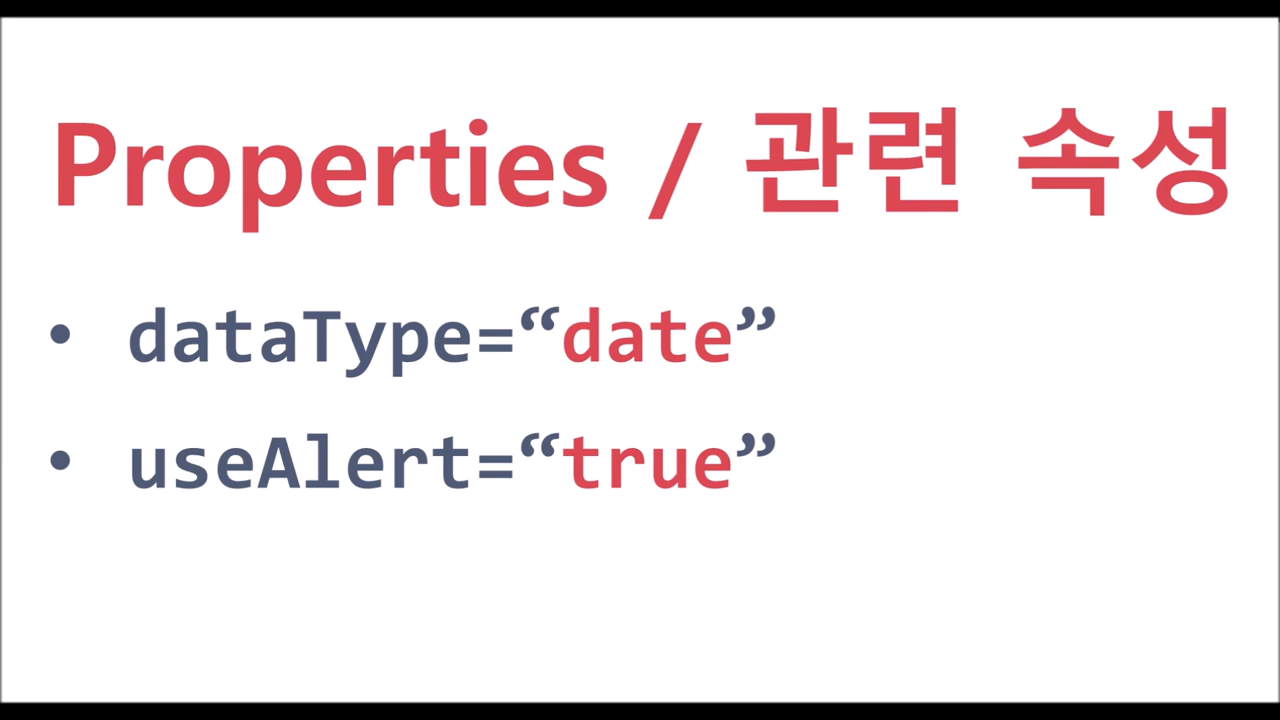 Properties / 관련 속성
• dataType=“date”
• useAlert=“true”